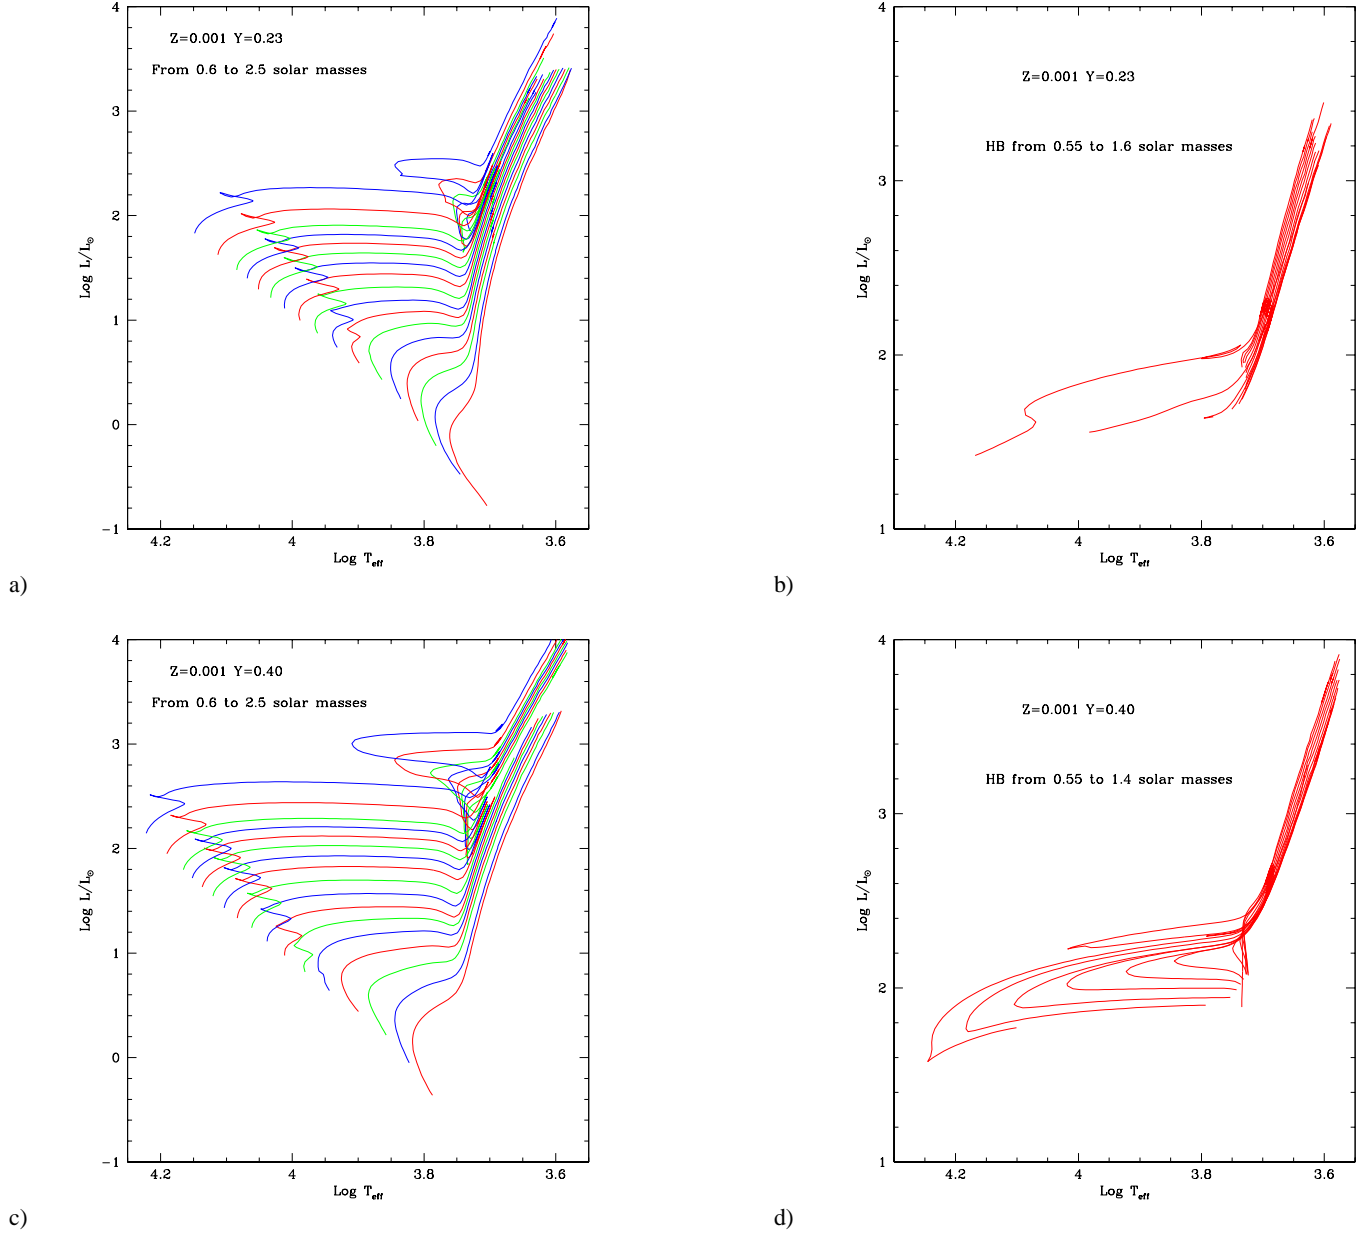 4
3
2
1
0
-1
Log L/L⊙
Z=0.001 Y=0.23
From 0.6 to 2.5 solar masses
4.2 4 3.8 3.6
Log Teff
a)
4
3
2
1
Log L/L⊙
Z=0.001 Y=0.23
HB from 0.55 to 1.6 solar masses
4.2 4 3.8 3.6
Log Teff
b)
4
3
2
1
0
-1
Log L/L⊙
Z=0.001 Y=0.40
From 0.6 to 2.5 solar masses
4.2 4 3.8 3.6
Log Teff
c)
4
3
2
1
Log L/L⊙
Z=0.001 Y=0.40
HB from 0.55 to 1.4 solar masses
4.2 4 3.8 3.6
Log Teff
d)